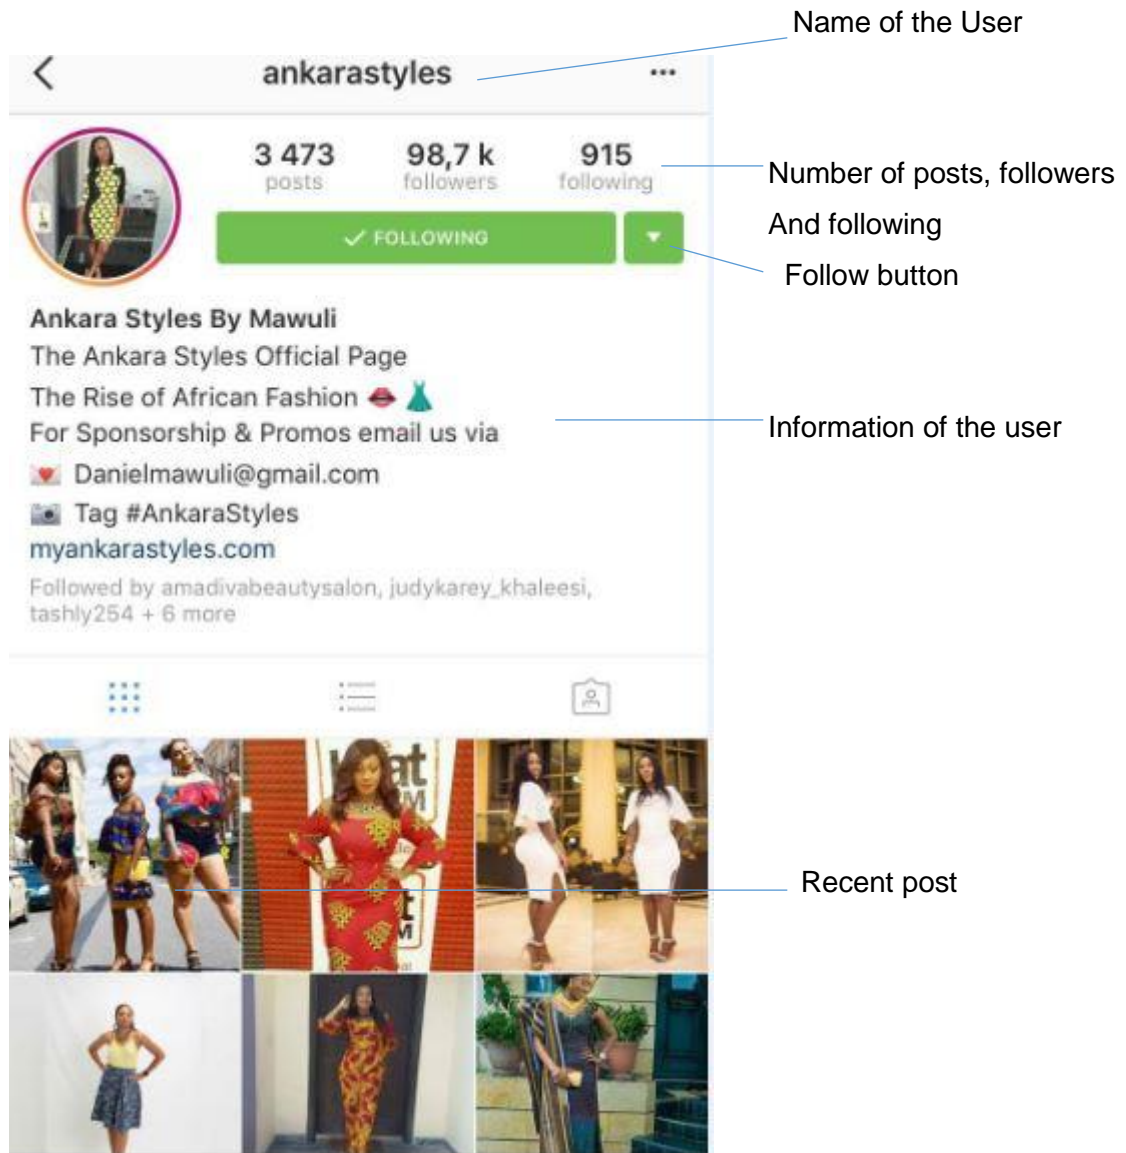 Name of the User
ankarastyles
3 473 98,7 k 915
posts followers following
Number of posts, followers
And following
✓ FOLLOWING
Follow button
Ankara Styles By Mawuli
The Ankara Styles Official Page
The Rise of African Fashion 👄 👗
For Sponsorship & Promos email us via
Information of the user
💌 Danielmawuli@gmail.com
📷 Tag #AnkaraStyles
myankarastyles.com
Followed by amadivabeautysalon, judykarey_khaleesi,
tashly254 + 6 more
Recent post